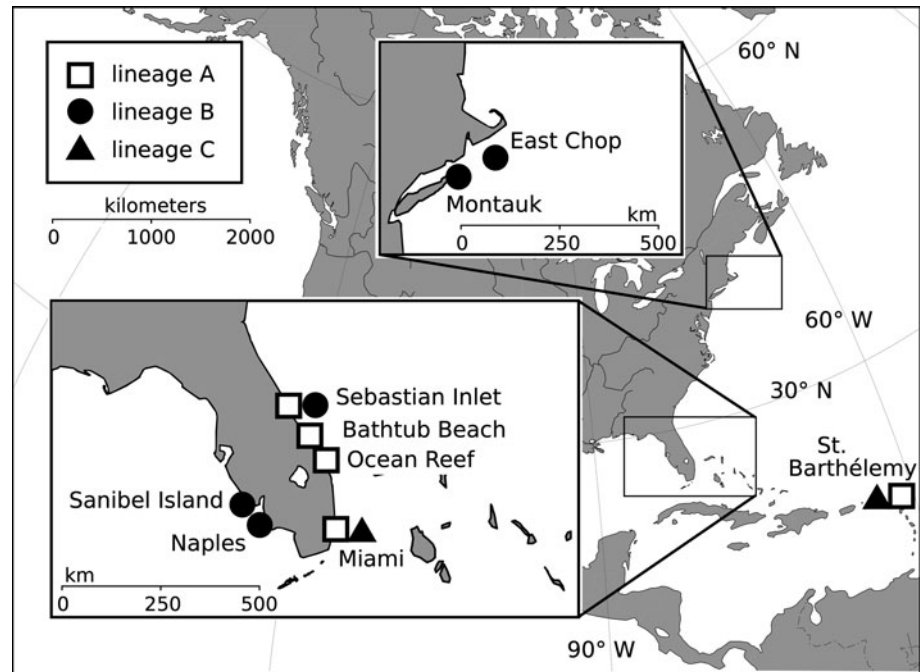 lineage A
lineage B
lineage C
kilometers
0 1000 2000
60° N
East Chop
Montauk
km
0 250 500
60° W
30° N
Sebastian Inlet
Bathtub Beach
Ocean Reef
St.
Barthélemy
Sanibel Island
Naples
Miami
km
0 250 500
90° W